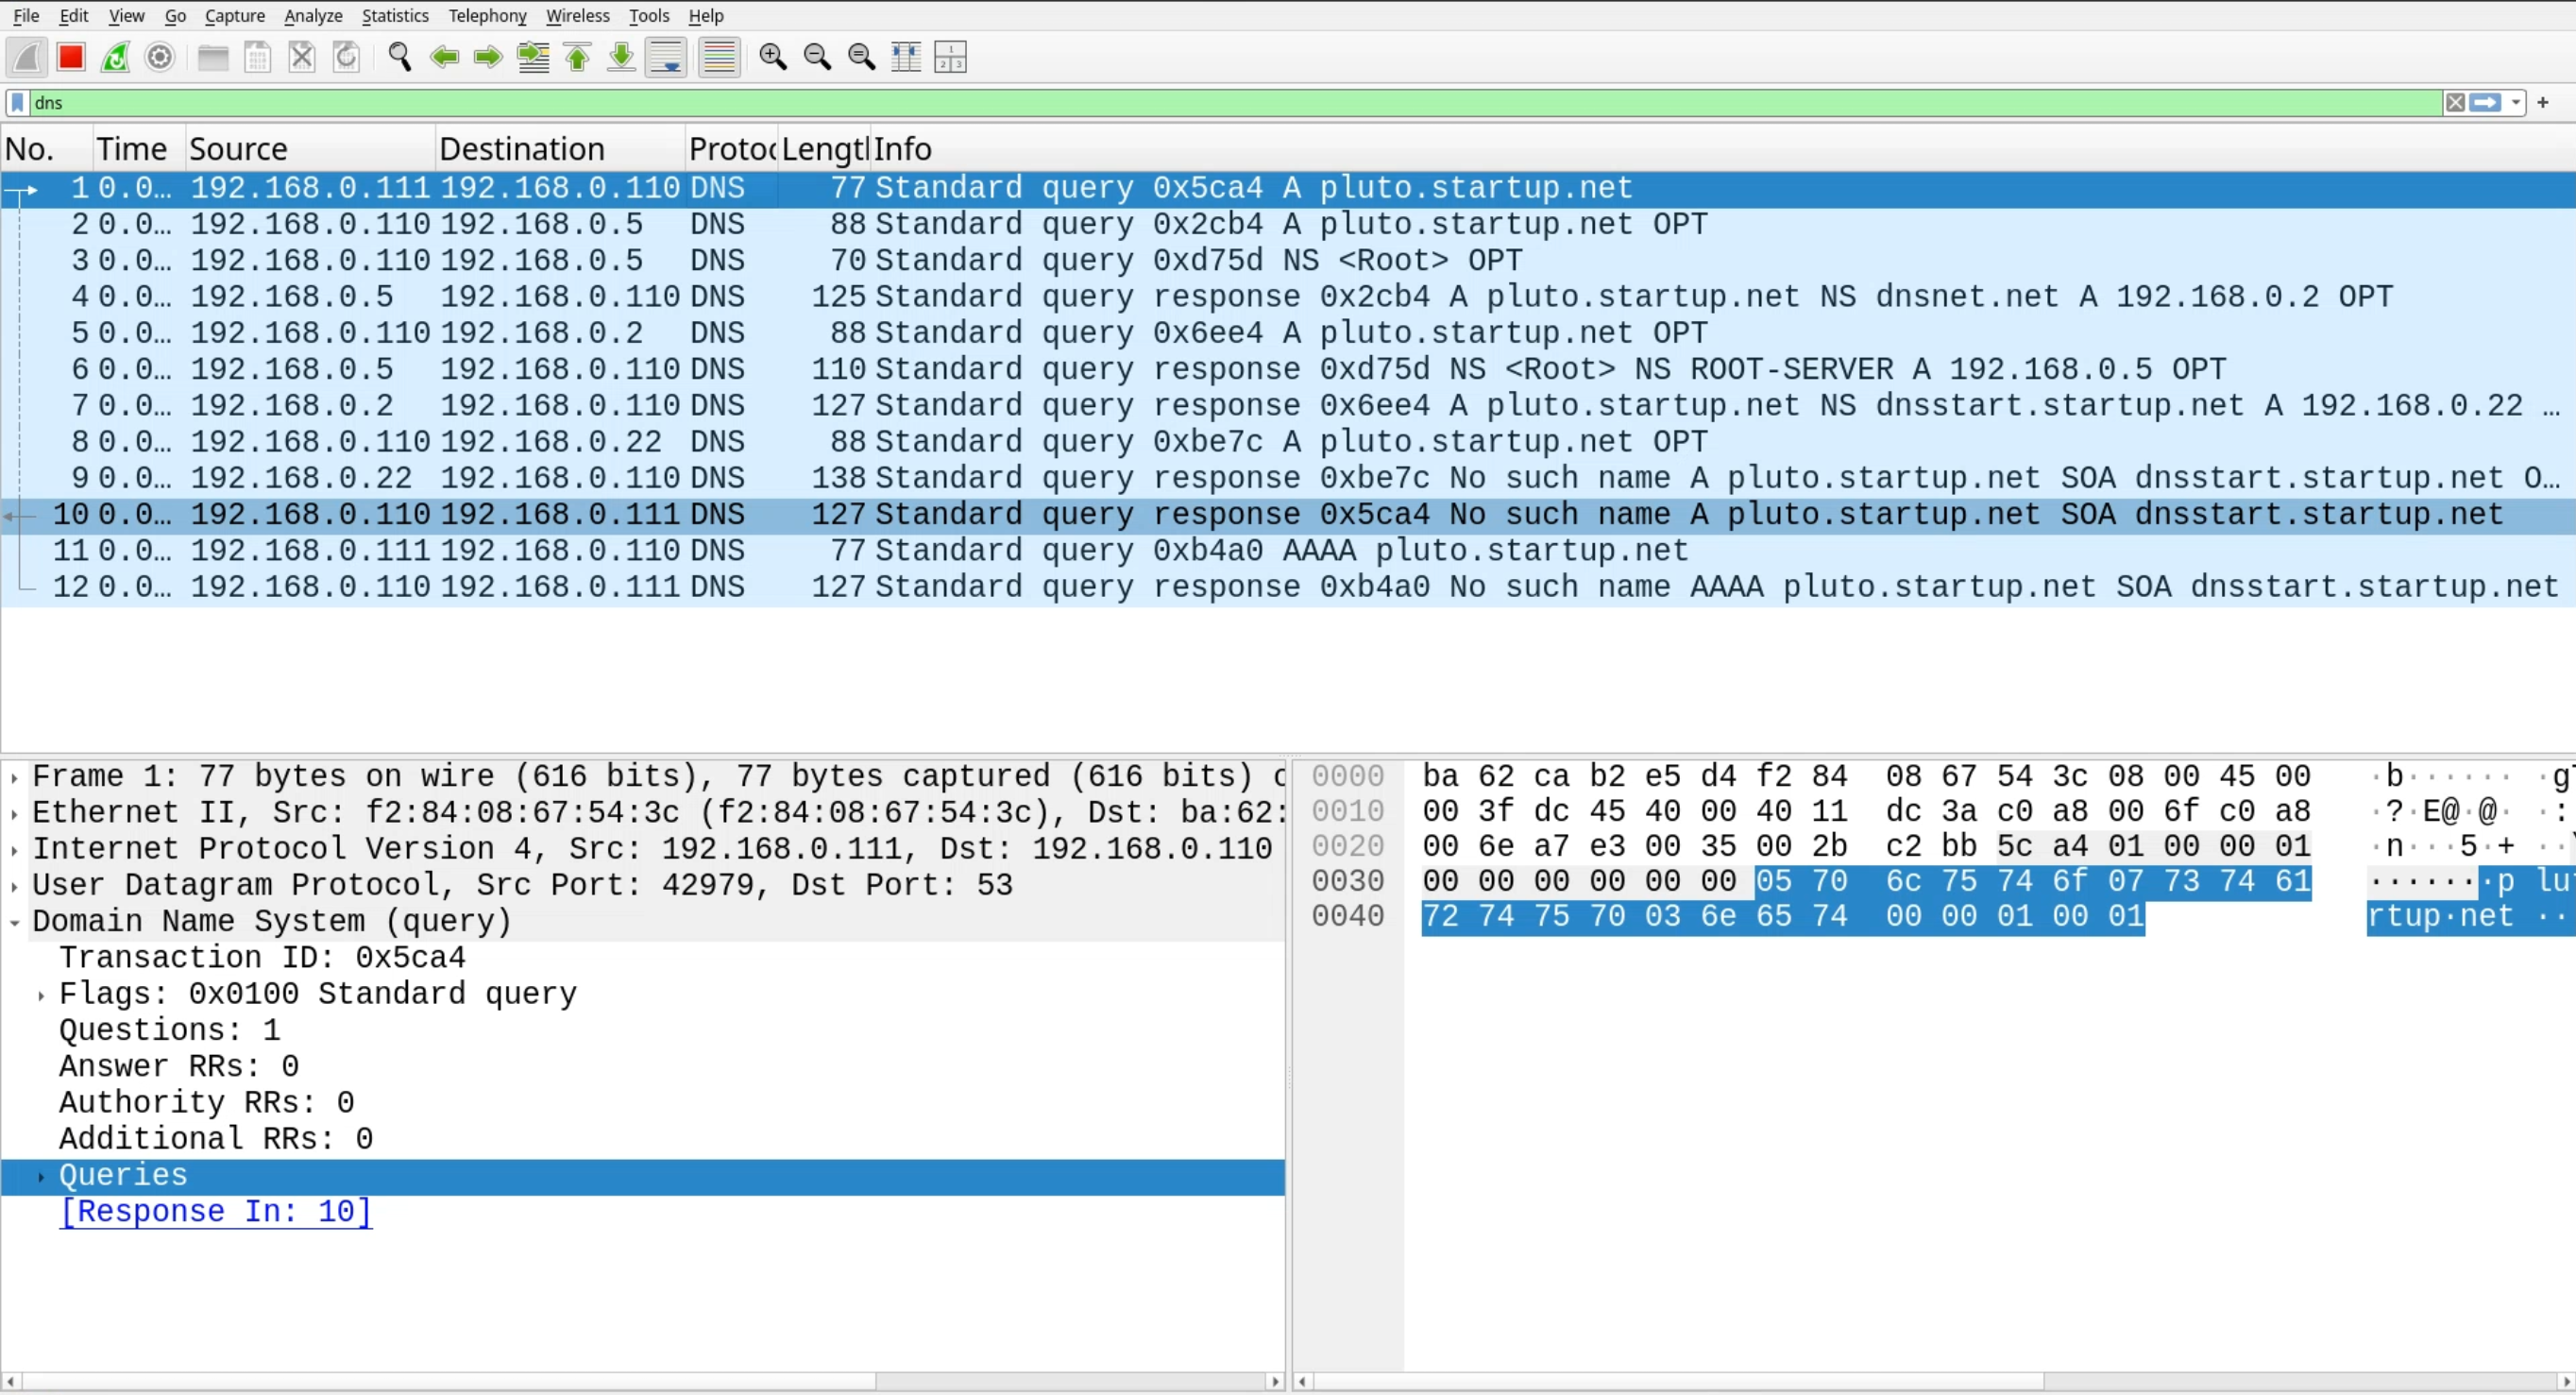 File Edit View Go Capture Analyze Statistics Telephony Wireless Tools Help
dns
No. Time Source Destination Protoc Lengtl Info
1 0.0… 192.168.0.111 192.168.0.110 DNS 77 Standard query 0x5ca4 A pluto.startup.net
2 0.0… 192.168.0.110 192.168.0.5 DNS 88 Standard query 0x2cb4 A pluto.startup.net OPT
3 0.0… 192.168.0.110 192.168.0.5 DNS 70 Standard query 0xd75d NS <Root> OPT
4 0.0… 192.168.0.5 192.168.0.110 DNS 125 Standard query response 0x2cb4 A pluto.startup.net NS dnsnet.net A 192.168.0.2 OPT
5 0.0… 192.168.0.110 192.168.0.2 DNS 88 Standard query 0x6ee4 A pluto.startup.net OPT
6 0.0… 192.168.0.5 192.168.0.110 DNS 110 Standard query response 0xd75d NS <Root> NS ROOT-SERVER A 192.168.0.5 OPT
7 0.0… 192.168.0.2 192.168.0.110 DNS 127 Standard query response 0x6ee4 A pluto.startup.net NS dnsstart.startup.net A 192.168.0.22 …
8 0.0… 192.168.0.110 192.168.0.22 DNS 88 Standard query 0xbe7c A pluto.startup.net OPT
9 0.0… 192.168.0.22 192.168.0.110 DNS 138 Standard query response 0xbe7c No such name A pluto.startup.net SOA dnsstart.startup.net O…
10 0.0… 192.168.0.110 192.168.0.111 DNS 127 Standard query response 0x5ca4 No such name A pluto.startup.net SOA dnsstart.startup.net
11 0.0… 192.168.0.111 192.168.0.110 DNS 77 Standard query 0xb4a0 AAAA pluto.startup.net
12 0.0… 192.168.0.110 192.168.0.111 DNS 127 Standard query response 0xb4a0 No such name AAAA pluto.startup.net SOA dnsstart.startup.net
Frame 1: 77 bytes on wire (616 bits), 77 bytes captured (616 bits) o
Ethernet II, Src: f2:84:08:67:54:3c (f2:84:08:67:54:3c), Dst: ba:62:
Internet Protocol Version 4, Src: 192.168.0.111, Dst: 192.168.0.110
User Datagram Protocol, Src Port: 42979, Dst Port: 53
Domain Name System (query)
Transaction ID: 0x5ca4
Flags: 0x0100 Standard query
Questions: 1
Answer RRs: 0
Authority RRs: 0
Additional RRs: 0
Queries
[Response In: 10]
0000 ba 62 ca b2 e5 d4 f2 84 08 67 54 3c 08 00 45 00 ·b······ ·gT
0010 00 3f dc 45 40 00 40 11 dc 3a c0 a8 00 6f c0 a8 ·?·E@·@· ·:
0020 00 6e a7 e3 00 35 00 2b c2 bb 5c a4 01 00 00 01 ·n···5·+ ··\
0030 00 00 00 00 00 00 05 70 6c 75 74 6f 07 73 74 61 ·······p lut
0040 72 74 75 70 03 6e 65 74 00 00 01 00 01 rtup·net ··